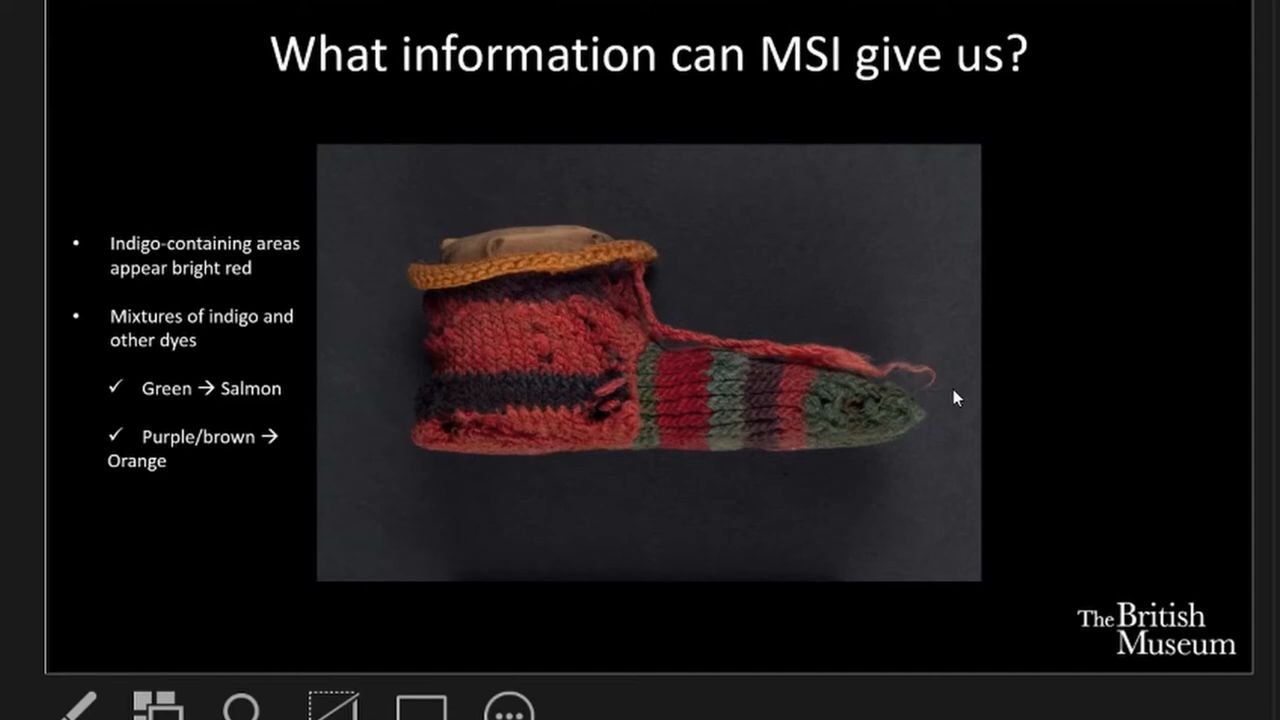 What information can MSI give us?
• Indigo-containing areas
appear bright red
• Mixtures of indigo and
other dyes
✓ Green → Salmon
✓ Purple/brown →
Orange
The British
Museum